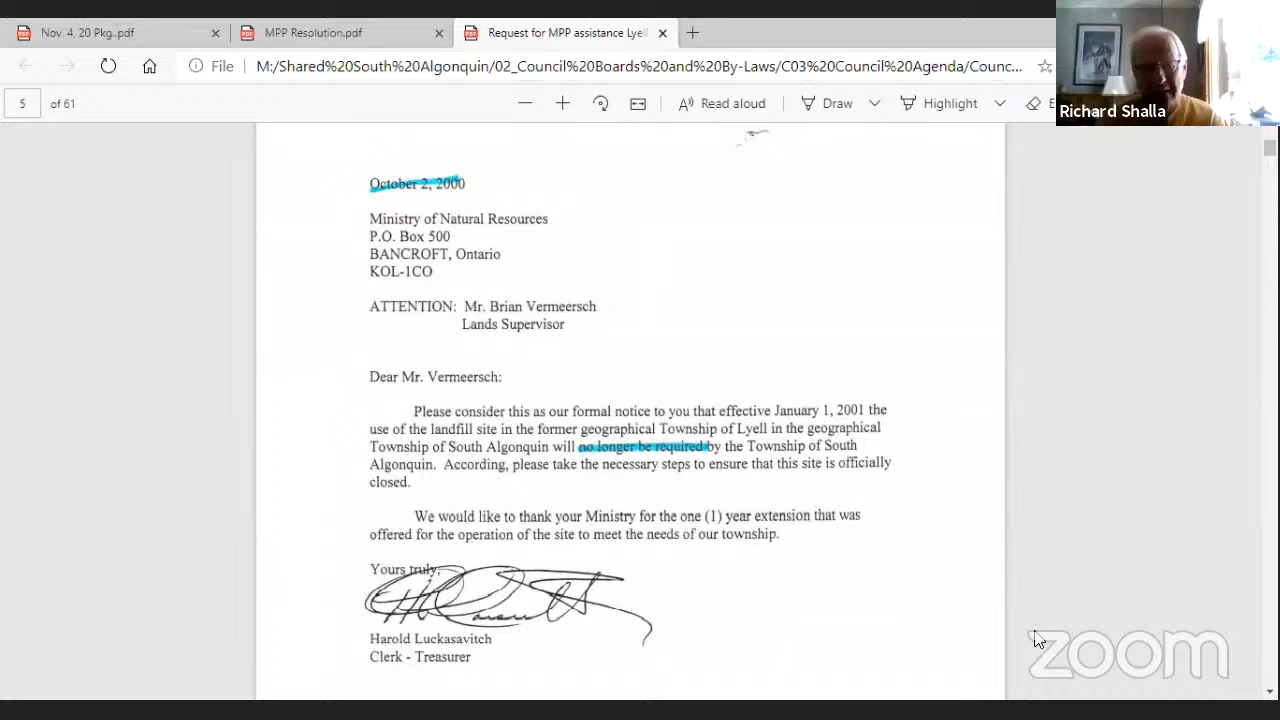 Nov. 4, 20 Pkg..pdf
MPP Resolution.pdf
Request for MPP assistance Lyell
File
M:/Shared%20South%20Algonquin/02_Council%20Boards%20and%20By-Laws/C03%20Council%20Agenda/Counc...
5 of 61
Read aloud
Draw
Highlight
Richard Shalla
October 2, 2000
Ministry of Natural Resources
P.O. Box 500
BANCROFT, Ontario
KOL-1CO
ATTENTION: Mr. Brian Vermeersch
Lands Supervisor
Dear Mr. Vermeersch:
Please consider this as our formal notice to you that effective January 1, 2001 the
use of the landfill site in the former geographical Township of Lyell in the geographical
Township of South Algonquin will no longer be required by the Township of South
Algonquin. According, please take the necessary steps to ensure that this site is officially
closed.
We would like to thank your Ministry for the one (1) year extension that was
offered for the operation of the site to meet the needs of our township.
Yours truly,
Harold Luckasavitch
Clerk - Treasurer
zoom